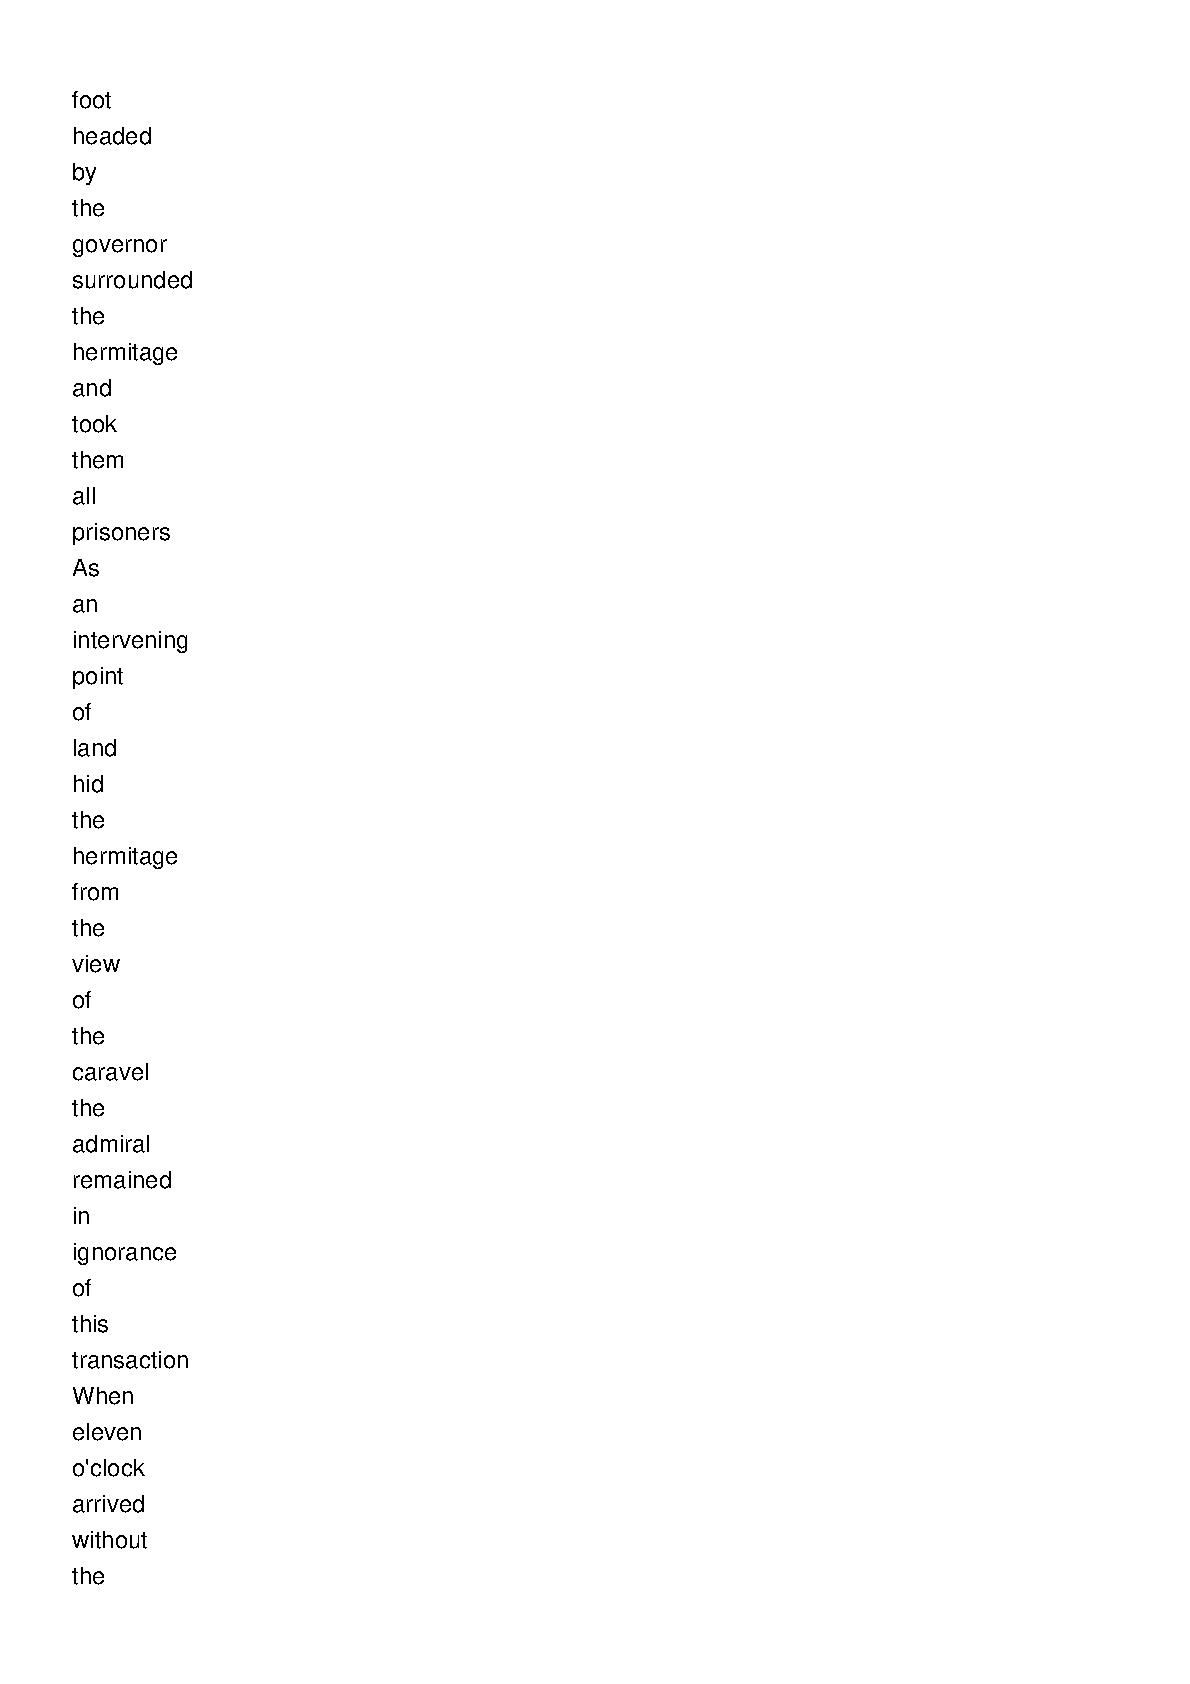 foot
headed
by
the
governor
surrounded
the
hermitage
and
took
them
all
prisoners
As
an
intervening
point
of
land
hid
the
hermitage
from
the
view
of
the
caravel
the
admiral
remained
in
ignorance
of
this
transaction
When
eleven
o'clock
arrived
without
the